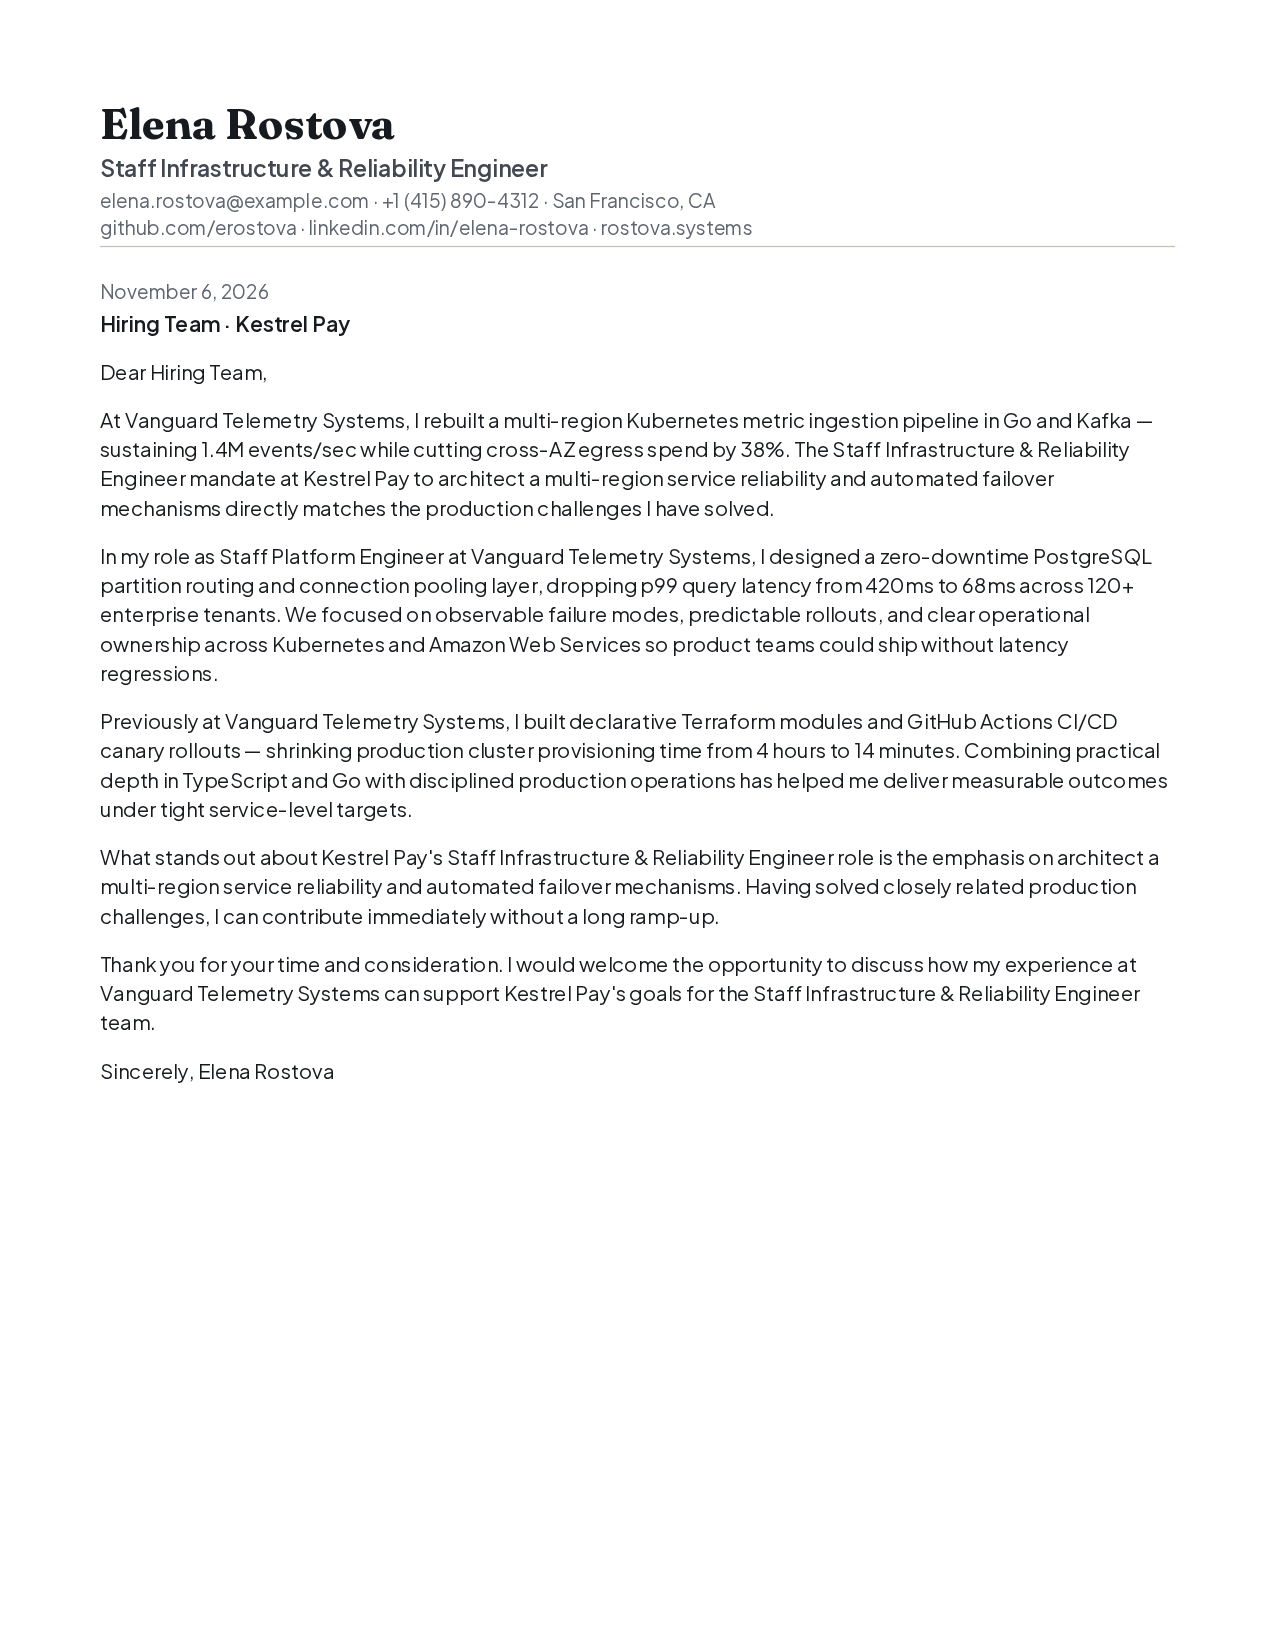 Elena Rostova
Staff Infrastructure & Reliability Engineer
elena.rostova@example.com · +1 (415) 890-4312 · San Francisco, CA
github.com/erostova · linkedin.com/in/elena-rostova · rostova.systems
November 6, 2026
Hiring Team · Kestrel Pay
Dear Hiring Team,
At Vanguard Telemetry Systems, I rebuilt a multi-region Kubernetes metric ingestion pipeline in Go and Kafka —
sustaining 1.4M events/sec while cutting cross-AZ egress spend by 38%. The Staff Infrastructure & Reliability
Engineer mandate at Kestrel Pay to architect a multi-region service reliability and automated failover
mechanisms directly matches the production challenges I have solved.
In my role as Staff Platform Engineer at Vanguard Telemetry Systems, I designed a zero-downtime PostgreSQL
partition routing and connection pooling layer, dropping p99 query latency from 420ms to 68ms across 120+
enterprise tenants. We focused on observable failure modes, predictable rollouts, and clear operational
ownership across Kubernetes and Amazon Web Services so product teams could ship without latency
regressions.
Previously at Vanguard Telemetry Systems, I built declarative Terraform modules and GitHub Actions CI/CD
canary rollouts — shrinking production cluster provisioning time from 4 hours to 14 minutes. Combining practical
depth in TypeScript and Go with disciplined production operations has helped me deliver measurable outcomes
under tight service-level targets.
What stands out about Kestrel Pay's Staff Infrastructure & Reliability Engineer role is the emphasis on architect a
multi-region service reliability and automated failover mechanisms. Having solved closely related production
challenges, I can contribute immediately without a long ramp-up.
Thank you for your time and consideration. I would welcome the opportunity to discuss how my experience at
Vanguard Telemetry Systems can support Kestrel Pay's goals for the Staff Infrastructure & Reliability Engineer
team.
Sincerely, Elena Rostova